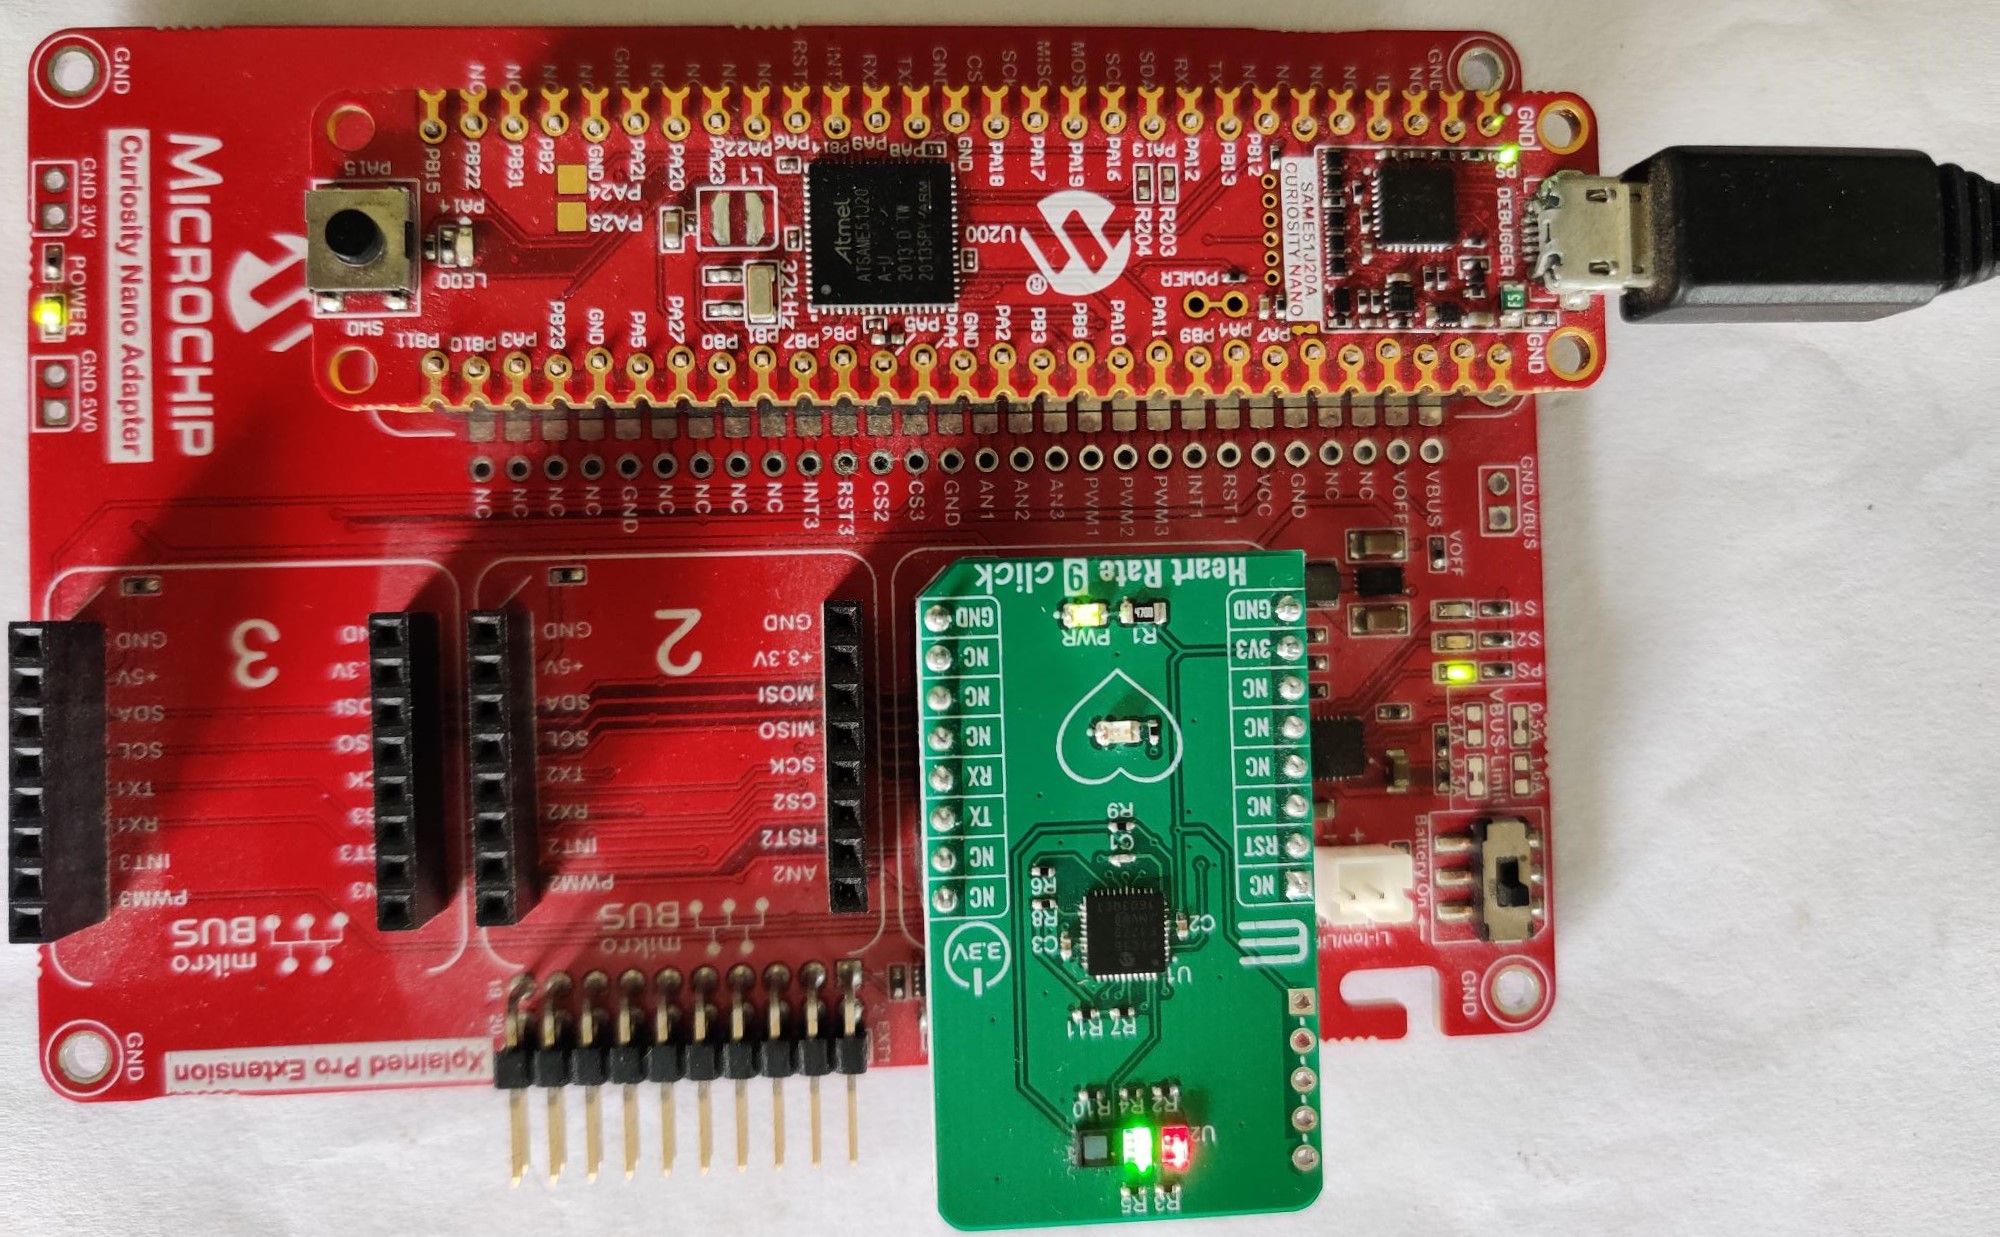 R3 R5
U2
R2 R4 R10
R7 R11
U1
3.3V
C2
C3
R8
R6
C1
R9
NC
RST
NC
NC
NC
NC
3V3
GND
NC
NC
TX
RX
NC
NC
NC
GND
R1
PWR
Heart Rate 9 click
Xplained Pro Extension
EXT1
20
19
GND
GND
Battery On
VBUS-Limit
0.5A
0.1A
PS
S2
S1
VOFF
GND VBUS
mikro
BUS
AN2
RST2
CS2
SCK
MISO
MOSI
+3.3V
GND
PWM2
INT2
RX2
TX2
SCL
SDA
+5V
GND
2
mikro
BUS
PWM3
INT3
RX1
TX1
SCL
SDA
+5V
GND
3
VBUS
VOFF
NC
NC
GND
VCC
RST1
INT1
PWM3
PWM2
PWM1
AN3
AN2
AN1
GND
CS3
CS2
RST3
INT3
NC
NC
NC
NC
GND
NC
NC
NC
NC
MICROCHIP
Curiosity Nano Adapter
GND 5V0
POWER
GND 3V3
GND
GND
DEBUGGER
PS
GND
SAME51J20A
CURIOSITY NANO
POWER
PA7
PA4
PB9
PA11
PA10
PB8
PB3
PA2
GND
PA4
PA5
PB6
PB7
PB1
PB0
PA27
PA5
GND
PB23
PA3
PB10
PB11
R203
R204
U200
Atmel
ATSAME51J20
A-U
32kHz
L1
PA25
PA24
LED0
PA14
SW0
PA15
PB12
PB13
PA12
PA13
PA16
PA19
PA17
PA18
GND
PA8
PA9
PB14
PA6
PA22
PA23
PA20
PA21
GND
PB2
PB31
PB22
PB15